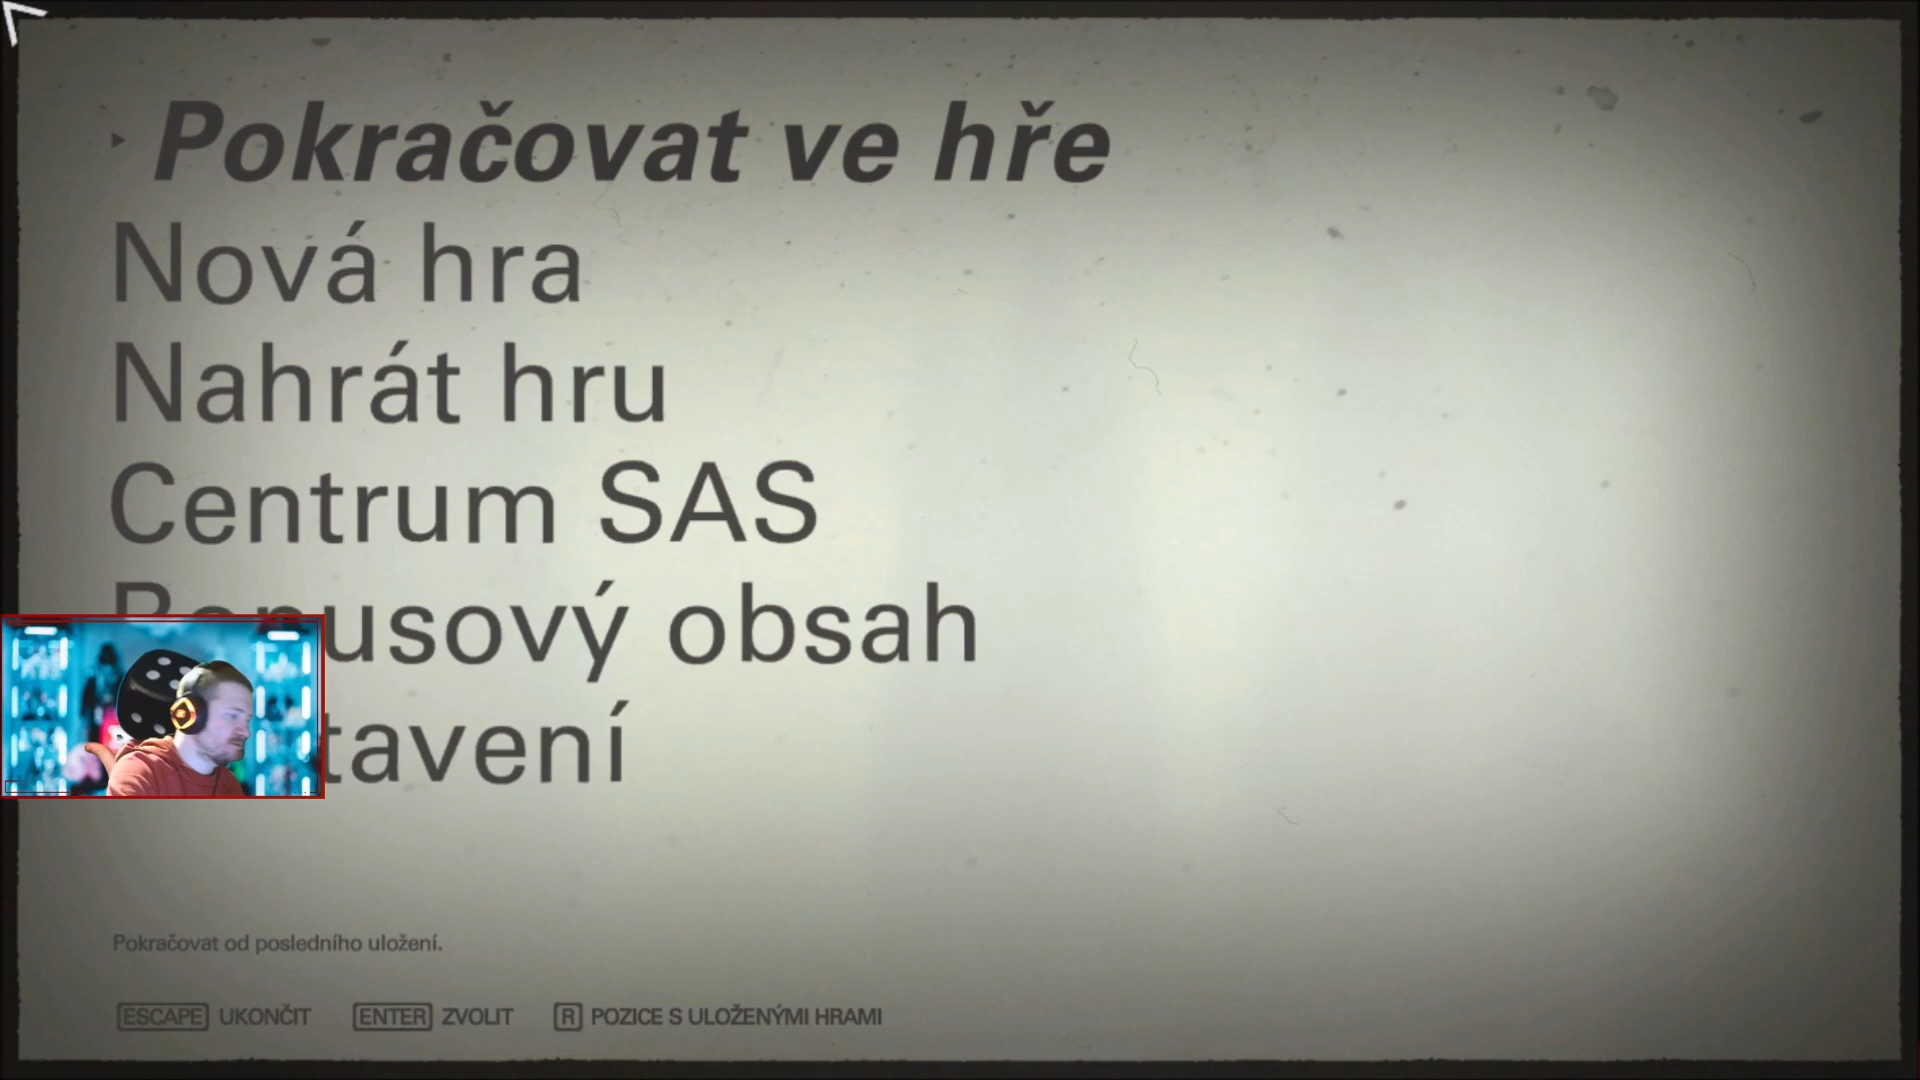 Pokračovat ve hře
Nová hra
Nahrát hru
Centrum SAS
Bonusový obsah
tavení
Pokračovat od posledního uložení.
ESCAPE UKONČIT ENTER ZVOLIT R POZICE S ULOŽENÝMI HRAMI